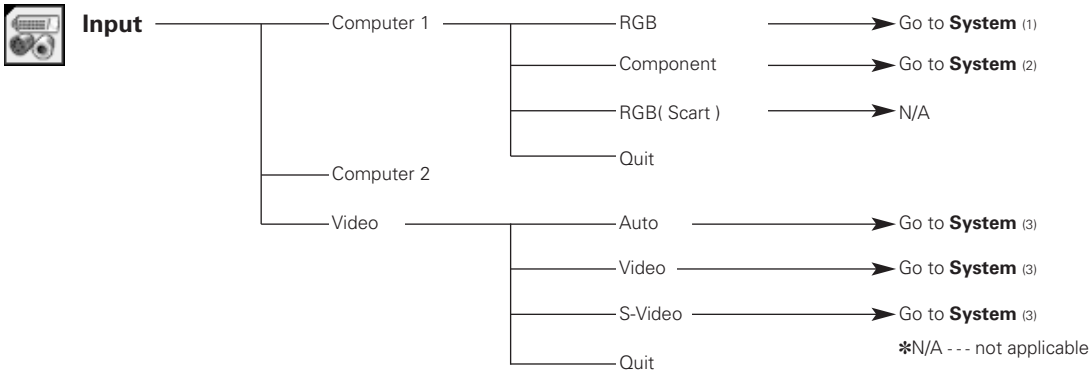 Input Computer 1 RGB Go to System (1)
Component Go to System (2)
RGB( Scart ) N/A
Quit
Computer 2
Video Auto Go to System (3)
Video Go to System (3)
S-Video Go to System (3)
✽N/A - - - not applicable
Quit